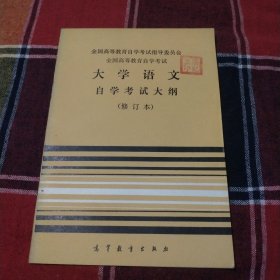 全国高等教育自学考试指导委员会
全国高等教育自学考试
大学语文
自学考试大纲
(修订本)
高等教育出版社